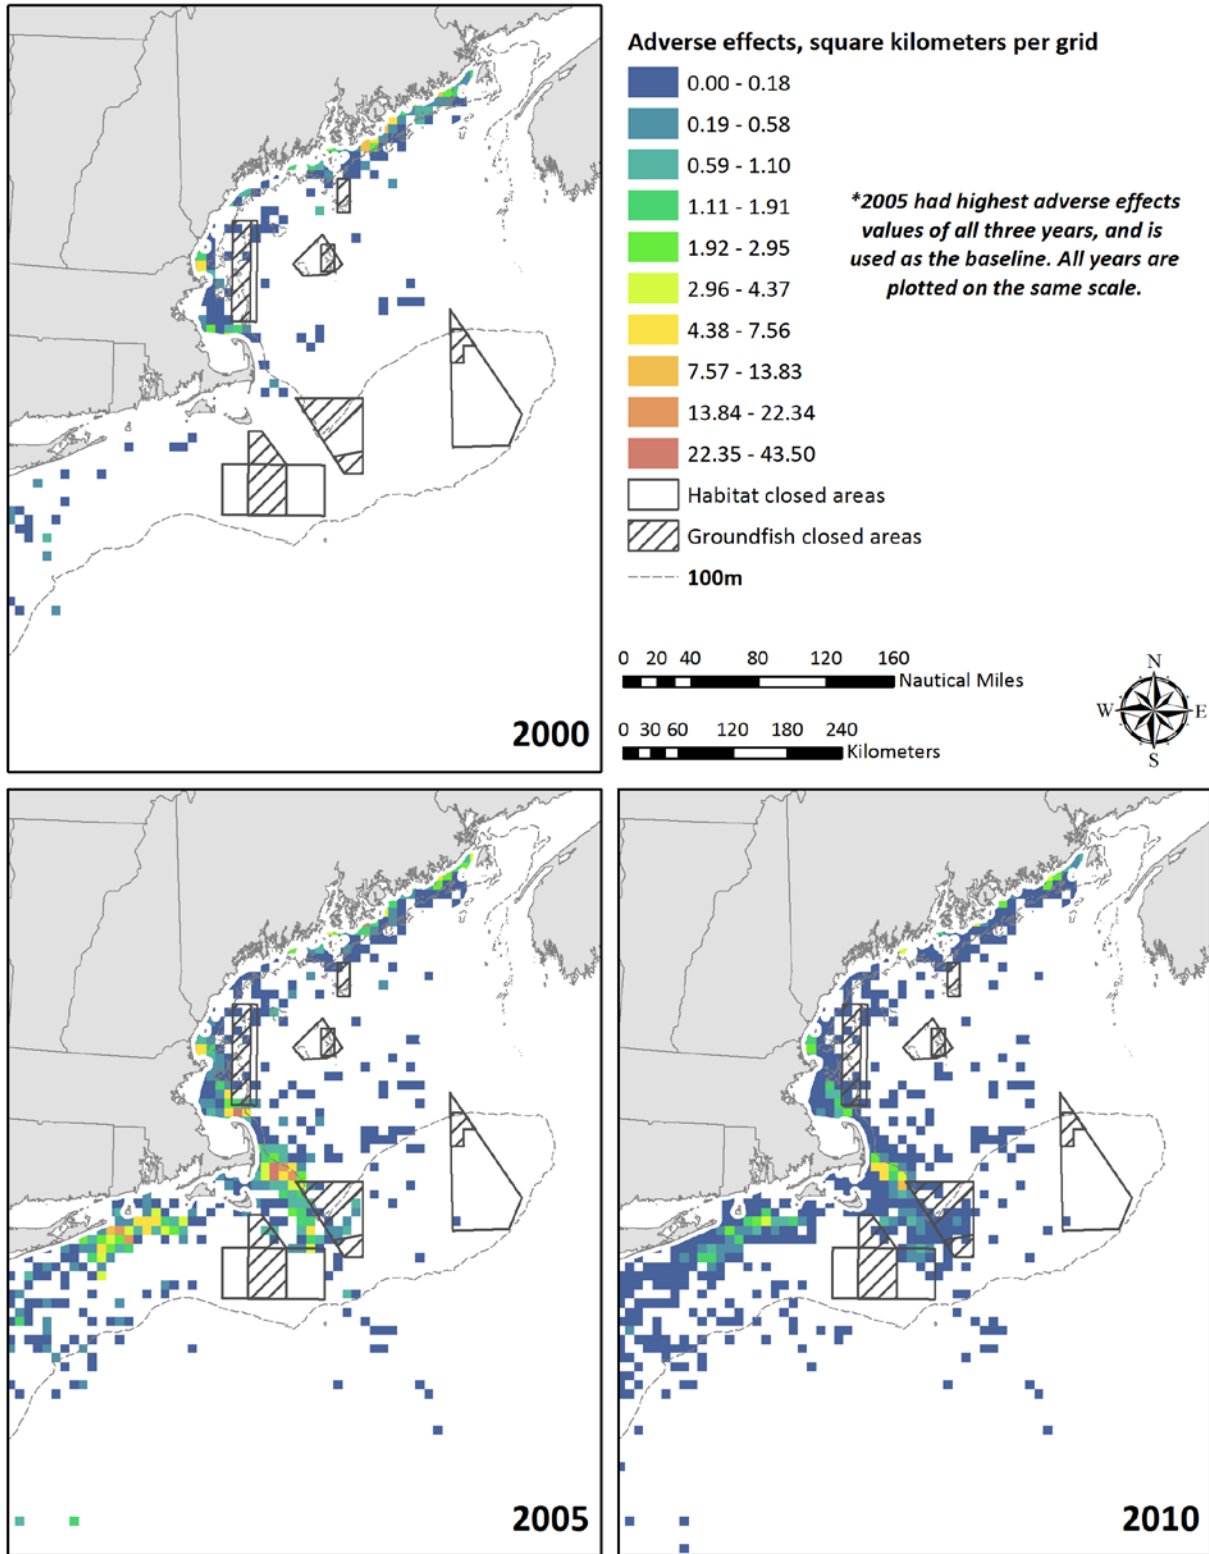 Adverse effects, square kilometers per grid
0.00 - 0.18
0.19 - 0.58
0.59 - 1.10
1.11 - 1.91
1.92 - 2.95
2.96 - 4.37
4.38 - 7.56
7.57 - 13.83
13.84 - 22.34
22.35 - 43.50
Habitat closed areas
Groundfish closed areas
100m
*2005 had highest adverse effects
values of all three years, and is
used as the baseline. All years are
plotted on the same scale.
0 20 40 80 120 160
Nautical Miles
0 30 60 120 180 240
Kilometers
N
W E
S
2000
2005
2010